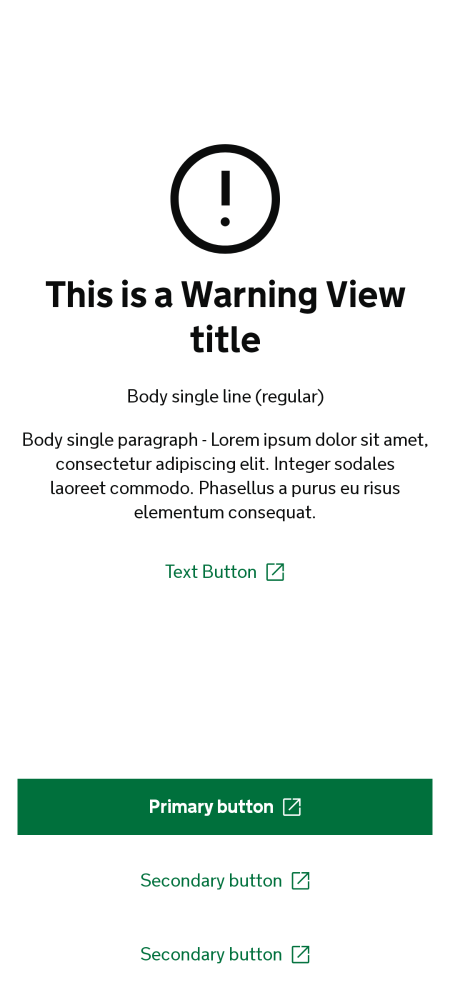 This is a Warning View
title
Body single line (regular)
Body single paragraph - Lorem ipsum dolor sit amet,
consectetur adipiscing elit. Integer sodales
laoreet commodo. Phasellus a purus eu risus
elementum consequat.
Text Button
Primary button
Secondary button
Secondary button